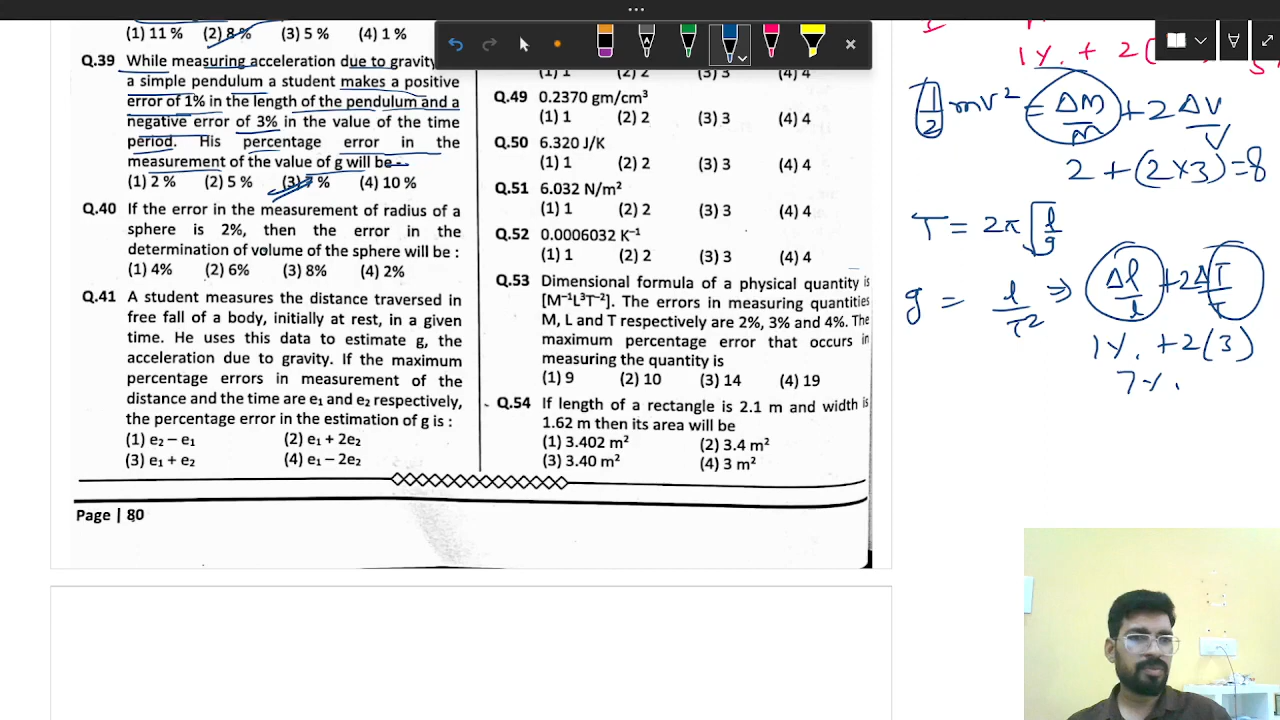 (1) 11 % (2) 8 % (3) 5 % (4) 1 %
Q.39 While measuring acceleration due to gravity
a simple pendulum a student makes a positive
error of 1% in the length of the pendulum and a
negative error of 3% in the value of the time
period. His percentage error in the
measurement of the value of g will be-
(1) 2 % (2) 5 % (3) 7 % (4) 10 %
Q.40 If the error in the measurement of radius of a
sphere is 2%, then the error in the
determination of volume of the sphere will be :
(1) 4% (2) 6% (3) 8% (4) 2%
Q.41 A student measures the distance traversed in
free fall of a body, initially at rest, in a given
time. He uses this data to estimate g, the
acceleration due to gravity. If the maximum
percentage errors in measurement of the
distance and the time are e₁ and e₂ respectively,
the percentage error in the estimation of g is :
(1) e₂ – e₁ (2) e₁ + 2e₂
(3) e₁ + e₂ (4) e₁ – 2e₂
Page | 80
(1) 1 (2) 2 (3) 3 (4) 4
Q.49 0.2370 gm/cm³
(1) 1 (2) 2 (3) 3 (4) 4
Q.50 6.320 J/K
(1) 1 (2) 2 (3) 3 (4) 4
Q.51 6.032 N/m²
(1) 1 (2) 2 (3) 3 (4) 4
Q.52 0.0006032 K⁻¹
(1) 1 (2) 2 (3) 3 (4) 4
Q.53 Dimensional formula of a physical quantity is
[M⁻¹L³T⁻²]. The errors in measuring quantities
M, L and T respectively are 2%, 3% and 4%. The
maximum percentage error that occurs in
measuring the quantity is
(1) 9 (2) 10 (3) 14 (4) 19
Q.54 If length of a rectangle is 2.1 m and width is
1.62 m then its area will be
(1) 3.402 m² (2) 3.4 m²
(3) 3.40 m² (4) 3 m²
1%. + 2(
1/2 mv² = ΔM/M + 2 ΔV/V
2 + (2×3) = 8
T = 2π √(l/g)
g = l/T² ⇒ Δl/l + 2ΔT/T
1%. + 2(3)
7%.